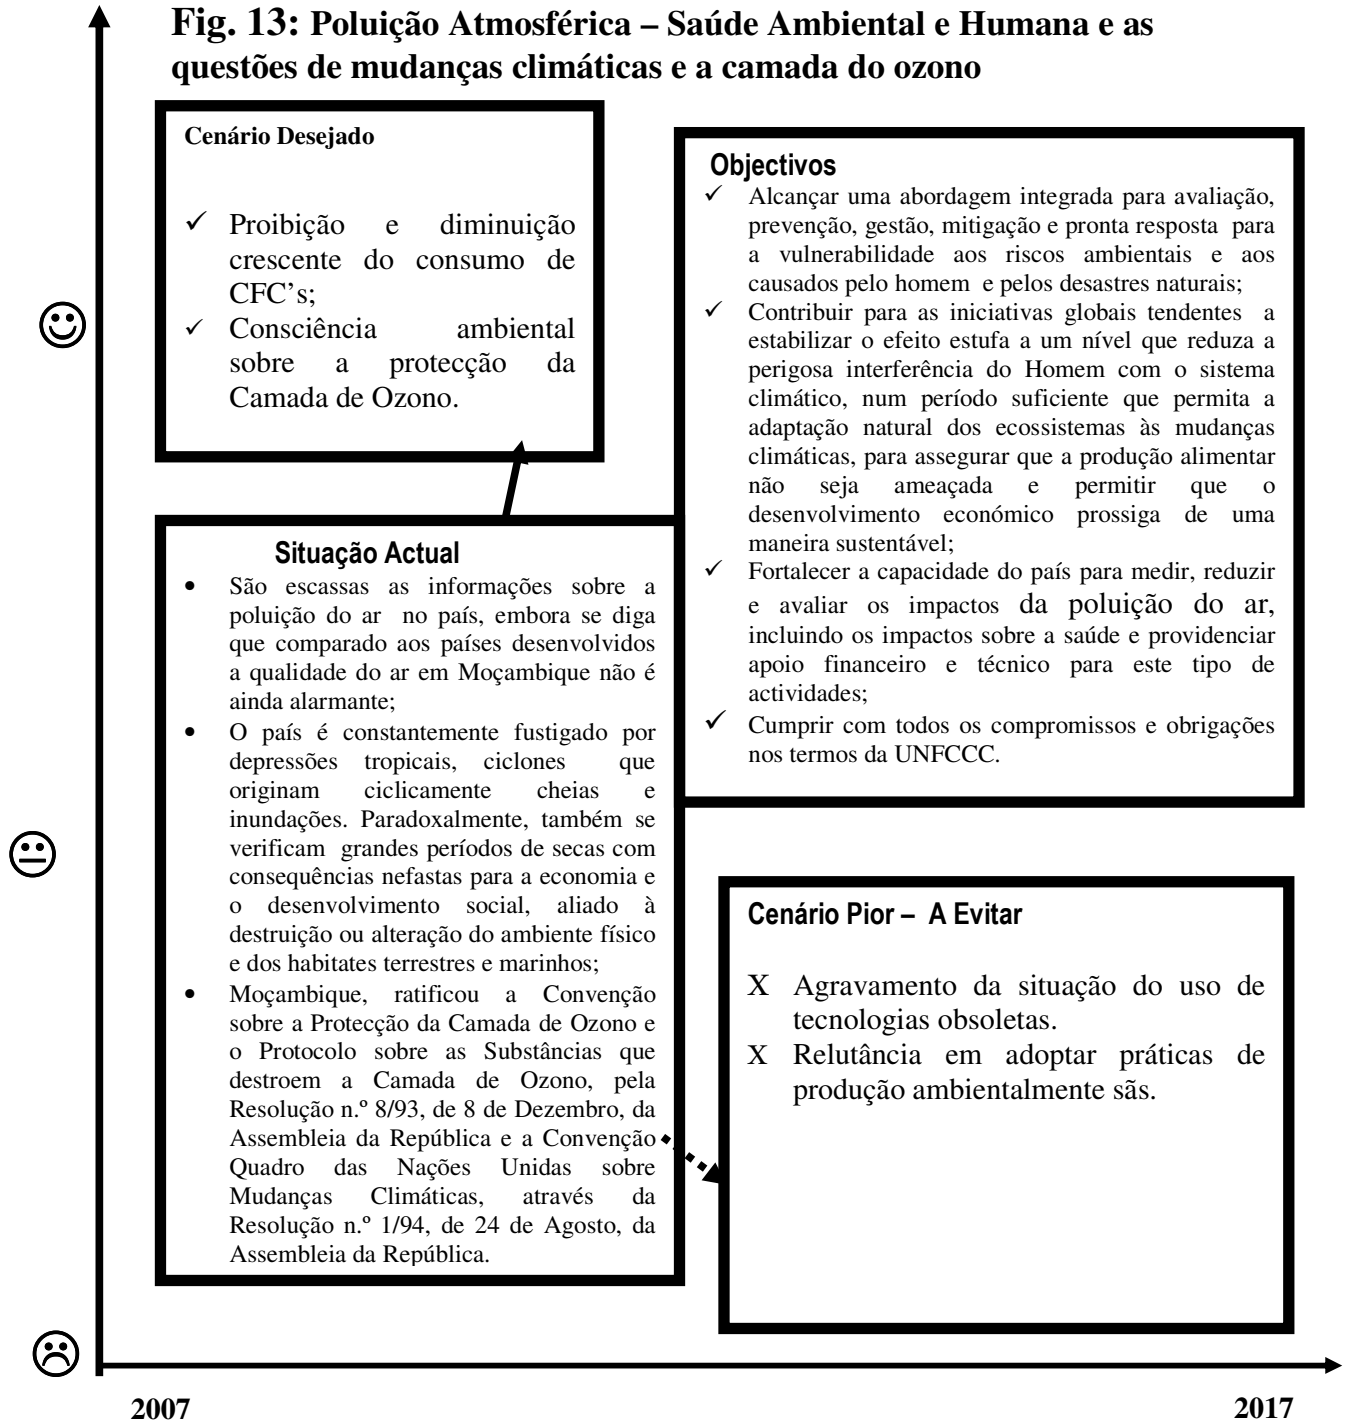 Fig. 13: Poluição Atmosférica – Saúde Ambiental e Humana e as
questões de mudanças climáticas e a camada do ozono
Cenário Desejado
✓ Proibição e diminuição
crescente do consumo de
CFC's;
✓ Consciência ambiental
sobre a protecção da
Camada de Ozono.
Objectivos
✓ Alcançar uma abordagem integrada para avaliação,
prevenção, gestão, mitigação e pronta resposta para
a vulnerabilidade aos riscos ambientais e aos
causados pelo homem e pelos desastres naturais;
✓ Contribuir para as iniciativas globais tendentes a
estabilizar o efeito estufa a um nível que reduza a
perigosa interferência do Homem com o sistema
climático, num período suficiente que permita a
adaptação natural dos ecossistemas às mudanças
climáticas, para assegurar que a produção alimentar
não seja ameaçada e permitir que o
desenvolvimento económico prossiga de uma
maneira sustentável;
✓ Fortalecer a capacidade do país para medir, reduzir
e avaliar os impactos da poluição do ar,
incluindo os impactos sobre a saúde e providenciar
apoio financeiro e técnico para este tipo de
actividades;
✓ Cumprir com todos os compromissos e obrigações
nos termos da UNFCCC.
Situação Actual
• São escassas as informações sobre a
poluição do ar no país, embora se diga
que comparado aos países desenvolvidos
a qualidade do ar em Moçambique não é
ainda alarmante;
• O país é constantemente fustigado por
depressões tropicais, ciclones que
originam ciclicamente cheias e
inundações. Paradoxalmente, também se
verificam grandes períodos de secas com
consequências nefastas para a economia e
o desenvolvimento social, aliado à
destruição ou alteração do ambiente físico
e dos habitates terrestres e marinhos;
• Moçambique, ratificou a Convenção
sobre a Protecção da Camada de Ozono e
o Protocolo sobre as Substâncias que
destroem a Camada de Ozono, pela
Resolução n.º 8/93, de 8 de Dezembro, da
Assembleia da República e a Convenção
Quadro das Nações Unidas sobre
Mudanças Climáticas, através da
Resolução n.º 1/94, de 24 de Agosto, da
Assembleia da República.
Cenário Pior – A Evitar
X Agravamento da situação do uso de
tecnologias obsoletas.
X Relutância em adoptar práticas de
produção ambientalmente sãs.
2007
2017